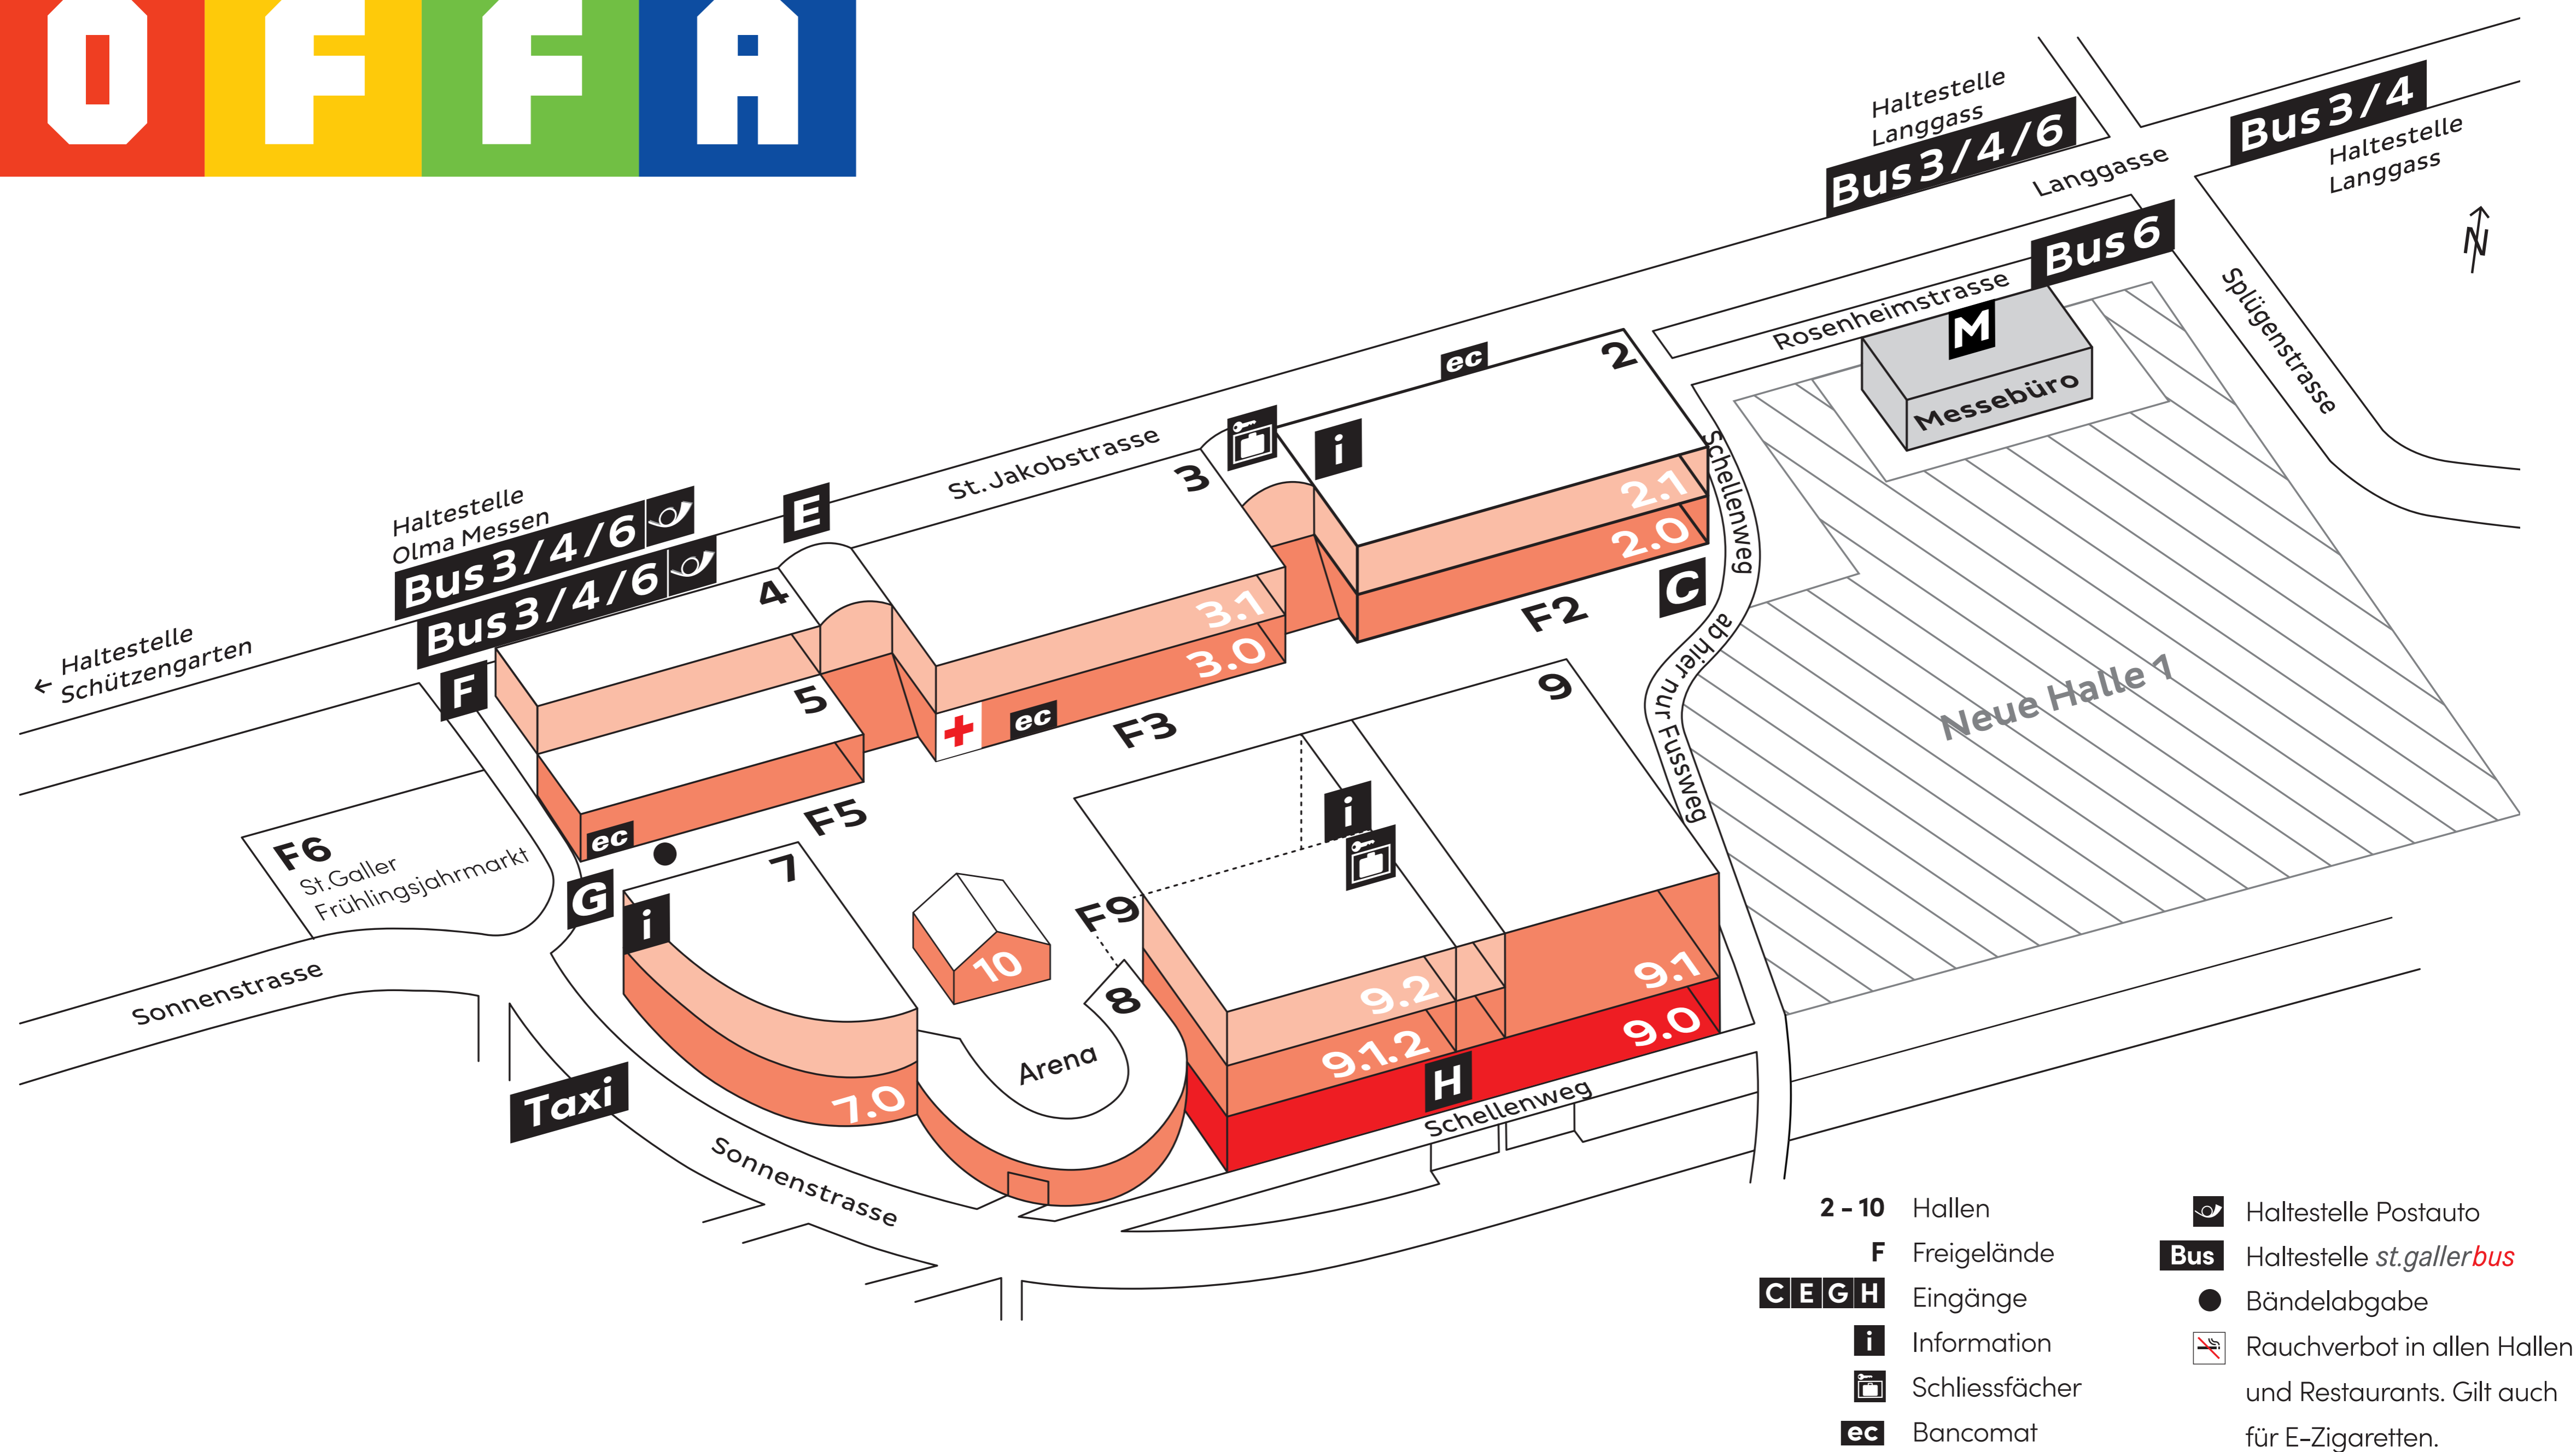 OFFA
Haltestelle
Langgass
Bus 3/4/6
Bus 3/4
Haltestelle
Langgass
Langgasse
N
Bus 6
Rosenheimstrasse
M
Messebüro
Splügenstrasse
2
ec
i
2.1
2.0
Schellenweg
ab hier nur Fussweg
C
F2
Neue Halle 1
St. Jakobstrasse
3
3.1
3.0
ec
F3
E
Haltestelle
Olma Messen
Bus 3/4/6
Bus 3/4/6
← Haltestelle
Schützengarten
F
4
5
ec
F5
F6
St.Galler
Frühlingsjahrmarkt
G
i
7
7.0
10
F9
8
Arena
9
i
9.2
9.1
9.1.2
9.0
H
Schellenweg
Sonnenstrasse
Taxi
Sonnenstrasse
2 – 10 Hallen
F Freigelände
C E G H Eingänge
i Information
Schliessfächer
ec Bancomat
Haltestelle Postauto
Bus Haltestelle st.gallerbus
Bändelabgabe
Rauchverbot in allen Hallen
und Restaurants. Gilt auch
für E-Zigaretten.